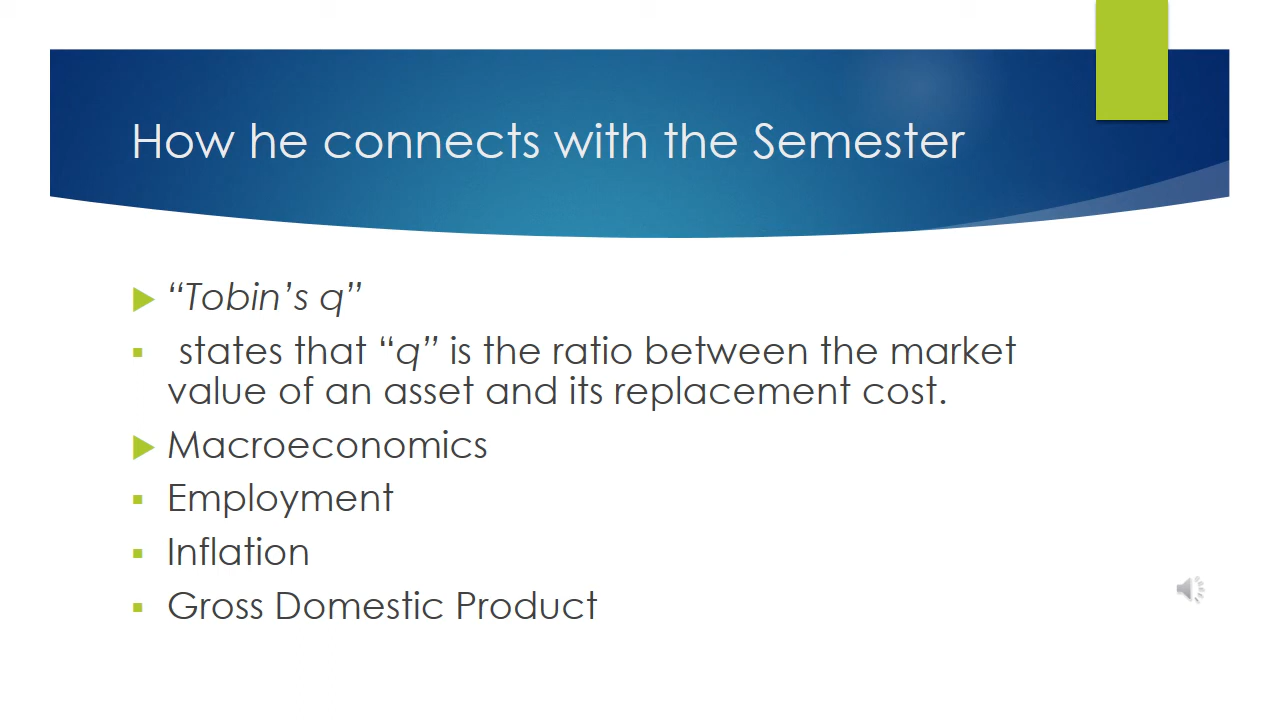 How he connects with the Semester
“Tobin’s q”
states that “q” is the ratio between the market
value of an asset and its replacement cost.
Macroeconomics
Employment
Inflation
Gross Domestic Product